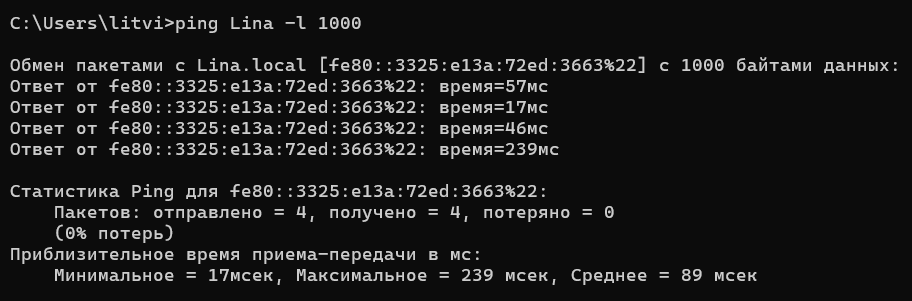 C:\Users\litvi>ping Lina -l 1000
Обмен пакетами с Lina.local [fe80::3325:e13a:72ed:3663%22] с 1000 байтами данных:
Ответ от fe80::3325:e13a:72ed:3663%22: время=57мс
Ответ от fe80::3325:e13a:72ed:3663%22: время=17мс
Ответ от fe80::3325:e13a:72ed:3663%22: время=46мс
Ответ от fe80::3325:e13a:72ed:3663%22: время=239мс
Статистика Ping для fe80::3325:e13a:72ed:3663%22:
Пакетов: отправлено = 4, получено = 4, потеряно = 0
(0% потерь)
Приблизительное время приема-передачи в мс:
Минимальное = 17мсек, Максимальное = 239 мсек, Среднее = 89 мсек